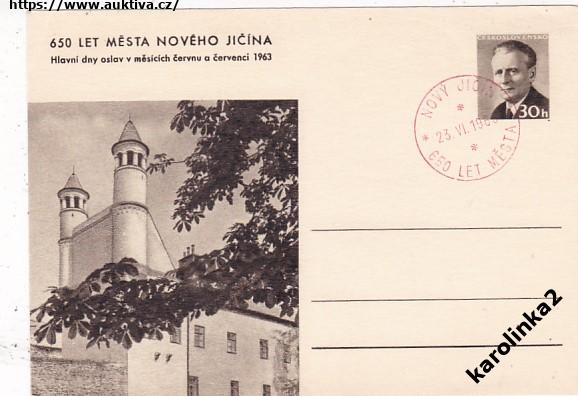 https://www.auktiva.cz/
650 LET MĚSTA NOVÉHO JIČÍNA
Hlavní dny oslav v měsících červnu a červenci 1963
ČESKOSLOVENSKO
30h
NOVÝ JIČÍN
23.VI.1963
650 LET MĚSTA
karolinka2